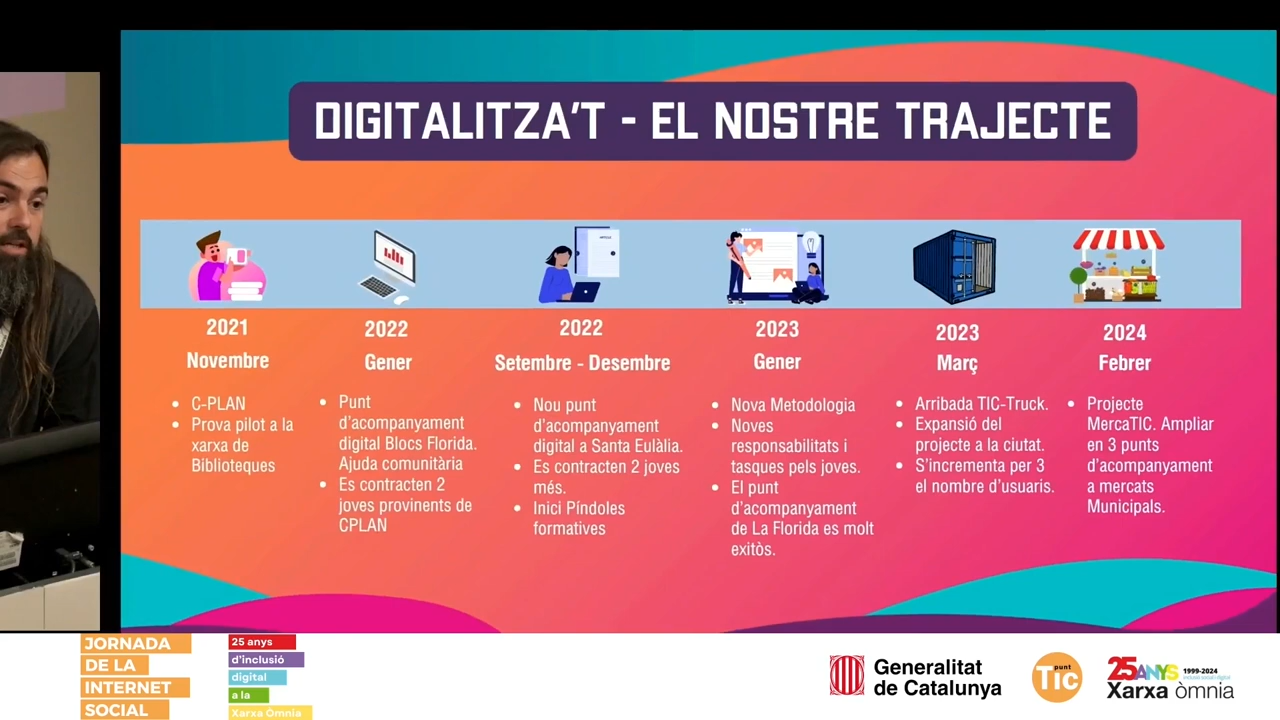 DIGITALITZA'T - EL NOSTRE TRAJECTE
2021
Novembre
• C-PLAN
• Prova pilot a la
xarxa de
Biblioteques
2022
Gener
• Punt
d'acompanyament
digital Blocs Florida.
Ajuda comunitària
• Es contracten 2
joves provinents de
CPLAN
2022
Setembre - Desembre
• Nou punt
d'acompanyament
digital a Santa Eulàlia.
• Es contracten 2 joves
més.
• Inici Píndoles
formatives
2023
Gener
• Nova Metodologia
• Noves
responsabilitats i
tasques pels joves.
• El punt
d'acompanyament
de La Florida es molt
exitòs.
2023
Març
• Arribada TIC-Truck.
• Expansió del
projecte a la ciutat.
• S'incrementa per 3
el nombre d'usuaris.
2024
Febrer
• Projecte
MercaTIC. Ampliar
en 3 punts
d'acompanyament
a mercats
Municipals.
JORNADA
DE LA
INTERNET
SOCIAL
25 anys
d'inclusió
digital
a la
Xarxa Òmnia
Generalitat
de Catalunya
punt
Tic
25ANYS 1999-2024
Xarxa òmnia